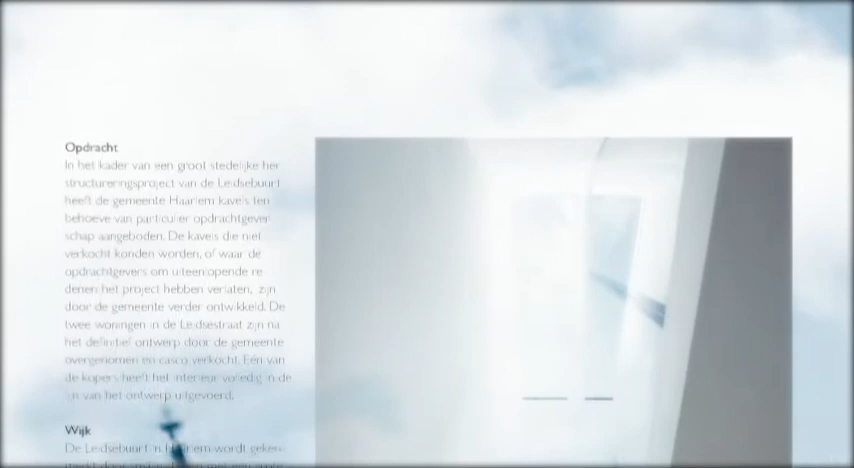 Opdracht
In het kader van een groot stedelijke her
structureringsproject van de Leidsebuurt
heeft de gemeente Haarlem kavels ten
behoeve van particulier opdrachtgever
schap aangeboden. De kavels die niet
verkocht konden worden, of waar de
opdrachtgevers om uiteenlopende re
denen het project hebben verlaten, zijn
door de gemeente verder ontwikkeld. De
twee woningen in de Leidsestraat zijn na
het definitief ontwerp door de gemeente
overgenomen en casco verkocht. Eén van
de kopers heeft het interieur volledig in de
van het ontwerp uitgevoerd.
Wijk
De Leidsebuurt in Haarlem wordt geken